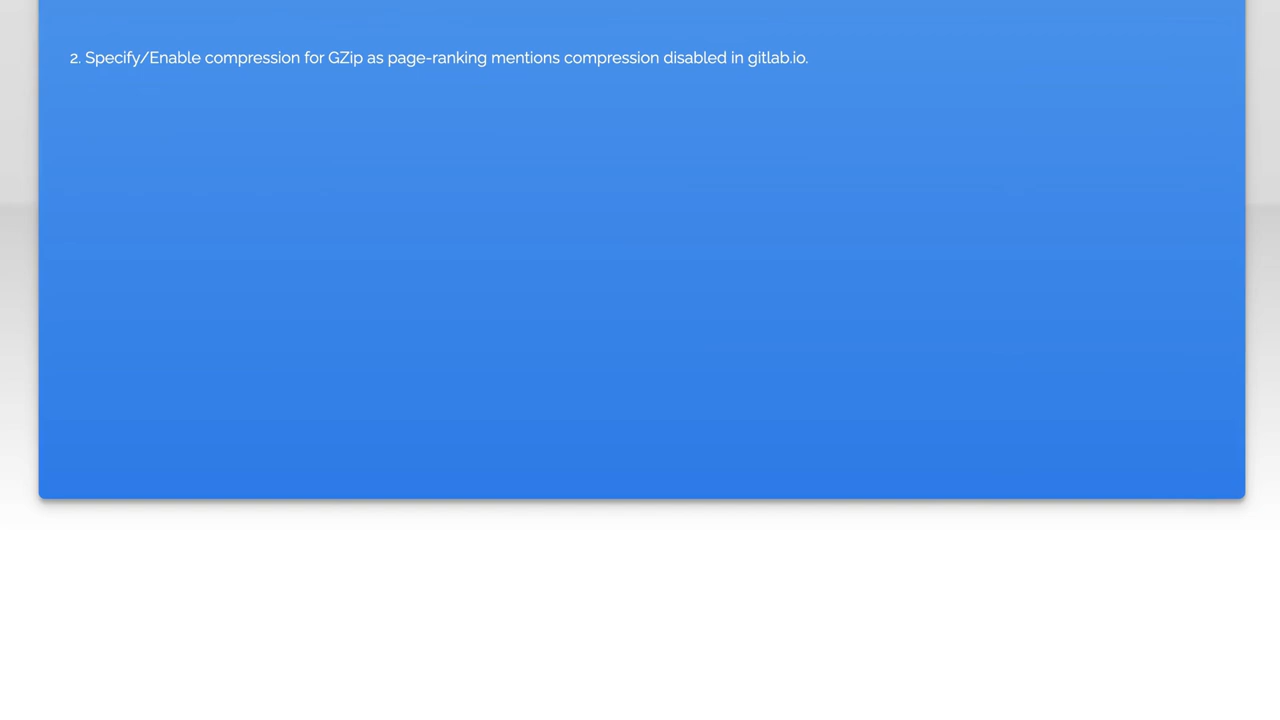 2. Specify/Enable compression for GZip as page-ranking mentions compression disabled in gitlab.io.